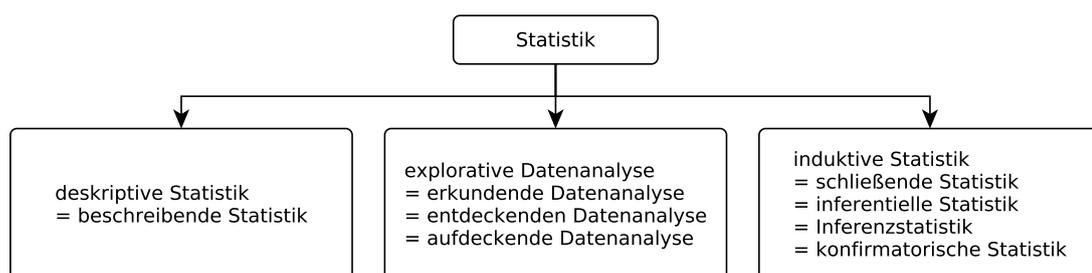 Statistik
deskriptive Statistik
= beschreibende Statistik
explorative Datenanalyse
= erkundende Datenanalyse
= entdeckenden Datenanalyse
= aufdeckende Datenanalyse
induktive Statistik
= schließende Statistik
= inferentielle Statistik
= Inferenzstatistik
= konfirmatorische Statistik